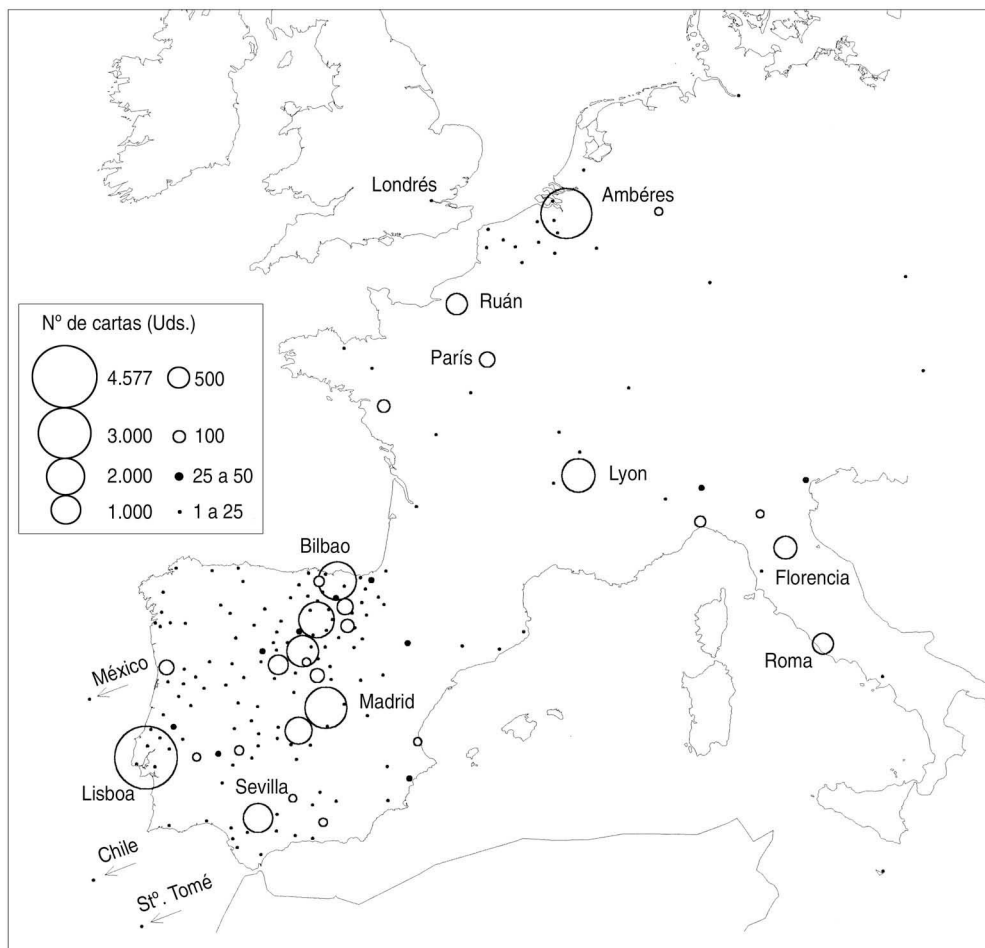 Londrés
Ambéres
Ruán
París
Nº de cartas (Uds.)
4.577
500
3.000
100
2.000
25 a 50
1.000
1 a 25
Lyon
Bilbao
Florencia
Roma
México
Madrid
Lisboa
Sevilla
Chile
Stº. Tomé